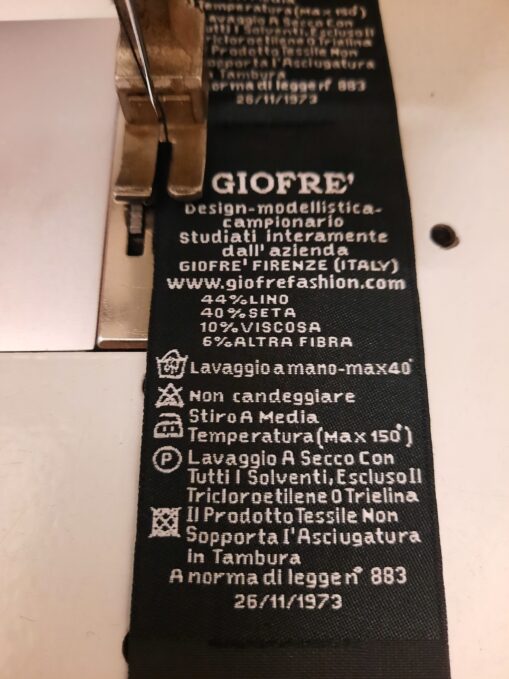 Temperatura(Max 150°)
Lavaggio A Secco Con
Tutti I Solventi, Escluso Il
Tricloroetilene O Trielina
Il Prodotto Tessile Non
Sopporta l'Asciugatura
in Tambura
A norma di legge n° 883
26/11/1973
GIOFRE'
Design-modellistica-
campionario
Studiati interamente
dall'azienda
GIOFRE' FIRENZE (ITALY)
www.giofrefashion.com
44%LINO
40%SETA
10%VISCOSA
6%ALTRA FIBRA
Lavaggio a mano-max40°
Non candeggiare
Stiro A Media
Temperatura(Max 150°)
P Lavaggio A Secco Con
Tutti I Solventi, Escluso Il
Tricloroetilene O Trielina
Il Prodotto Tessile Non
Sopporta l'Asciugatura
in Tambura
A norma di legge n° 883
26/11/1973